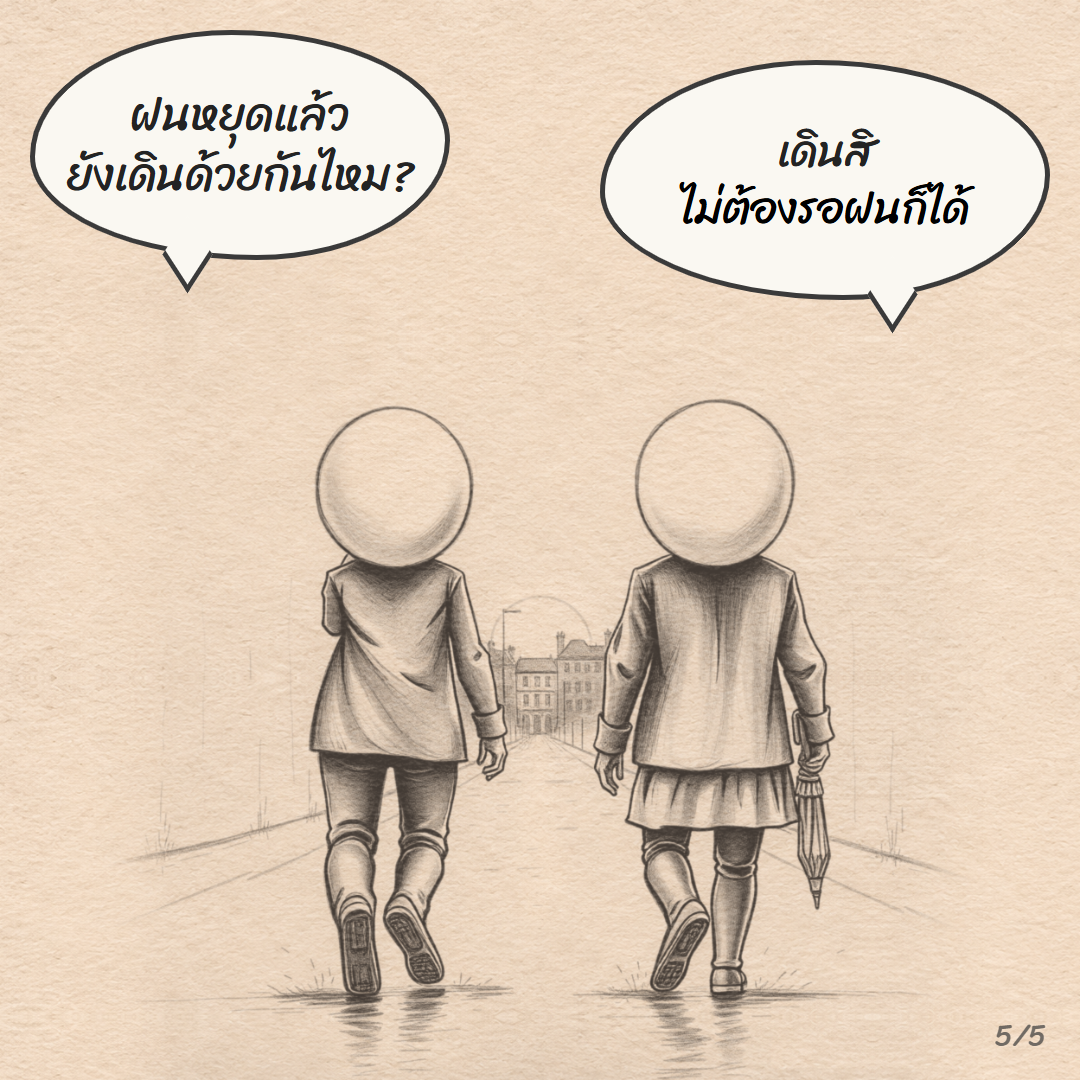 ฝนหยุดแล้ว
ยังเดินด้วยกันไหม?
เดินสิ
ไม่ต้องรอฝนก็ได้
5/5